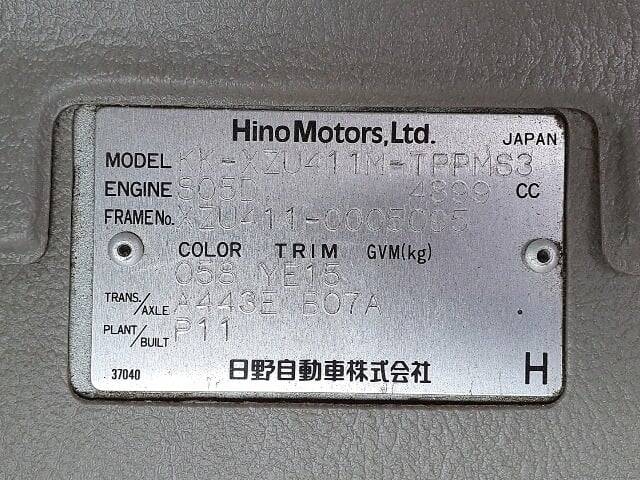 Hino Motors, Ltd. JAPAN
MODEL KK-XZU411M-TPPMS3
ENGINE S05D 4899 CC
FRAME No. XZU411-0005005
COLOR TRIM GVM(kg)
058 YE15
TRANS./AXLE A443E B07A
PLANT/BUILT P11
37040 日野自動車株式会社 H